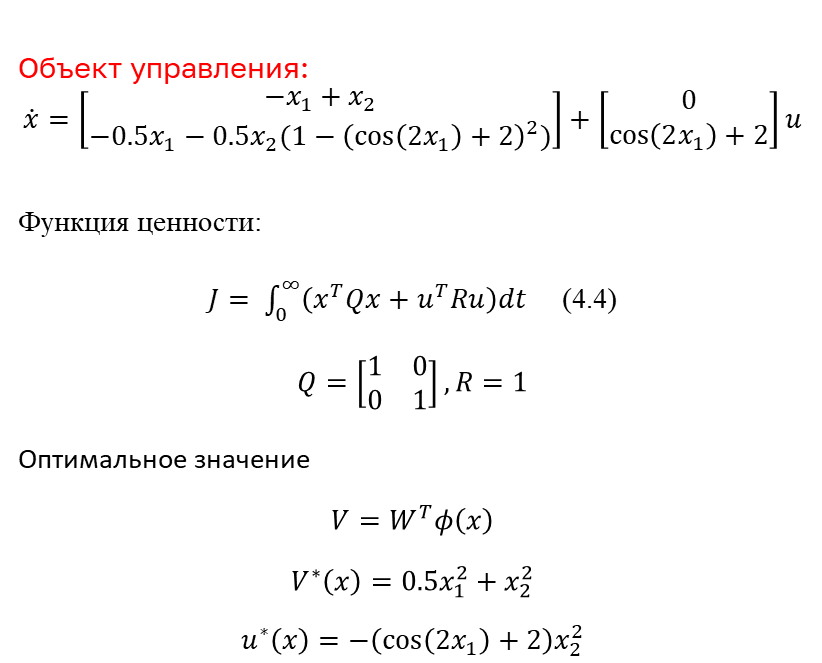 Объект управления:
ẋ = [−x₁ + x₂; −0.5x₁ − 0.5x₂(1 − (cos(2x₁) + 2)²)] + [0; cos(2x₁) + 2] u
Функция ценности:
J = ∫₀^∞ (xᵀQx + uᵀRu)dt (4.4)
Q = [1 0; 0 1], R = 1
Оптимальное значение
V = Wᵀϕ(x)
V*(x) = 0.5x₁² + x₂²
u*(x) = −(cos(2x₁) + 2)x₂²